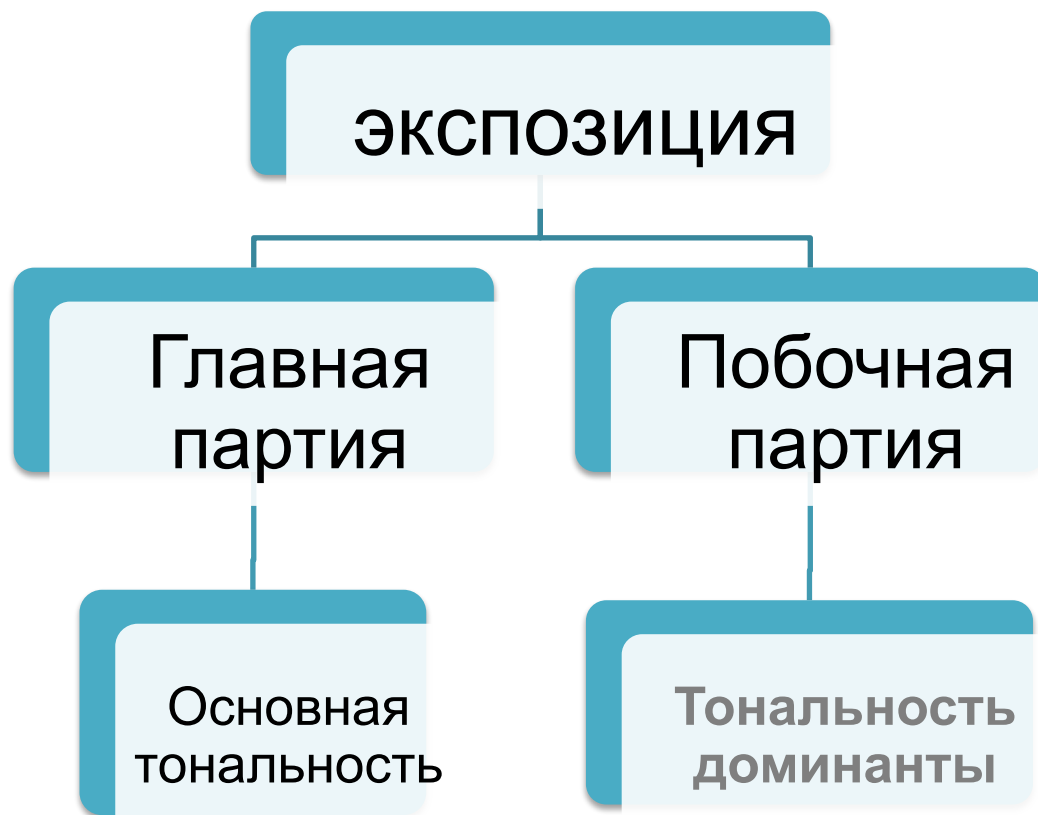 экспозиция
Главная
партия
Побочная
партия
Основная
тональность
Тональность
доминанты